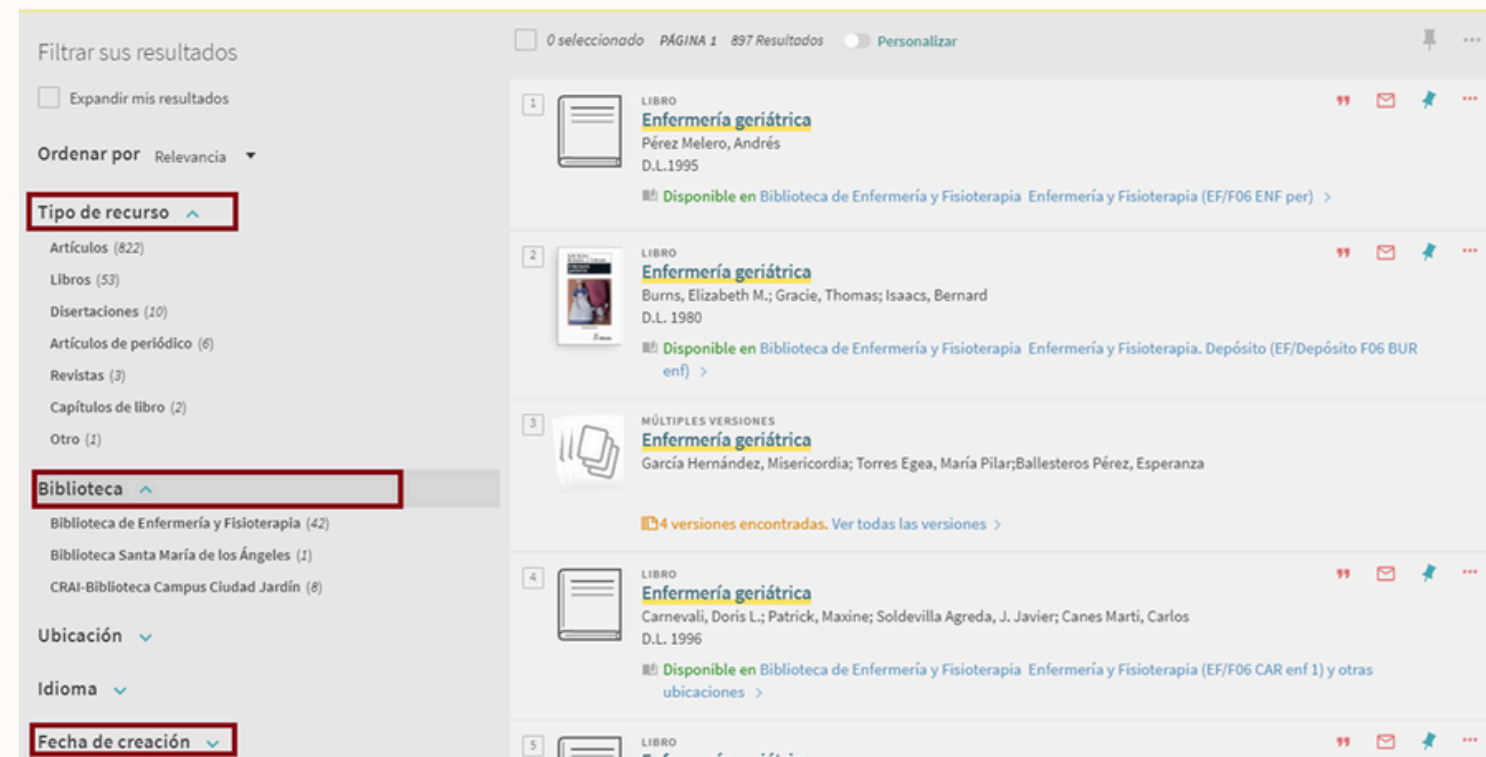 Filtrar sus resultados
Expandir mis resultados
Ordenar por Relevancia
Tipo de recurso
Artículos (822)
Libros (53)
Disertaciones (10)
Artículos de periódico (6)
Revistas (3)
Capítulos de libro (2)
Otro (1)
Biblioteca
Biblioteca de Enfermería y Fisioterapia (42)
Biblioteca Santa María de los Ángeles (1)
CRAI-Biblioteca Campus Ciudad Jardín (8)
Ubicación
Idioma
Fecha de creación
0 seleccionado PÁGINA 1 897 Resultados Personalizar
1
LIBRO
Enfermería geriátrica
Pérez Melero, Andrés
D.L.1995
Disponible en Biblioteca de Enfermería y Fisioterapia Enfermería y Fisioterapia (EF/F06 ENF per) >
2
LIBRO
Enfermería geriátrica
Burns, Elizabeth M.; Gracie, Thomas; Isaacs, Bernard
D.L. 1980
Disponible en Biblioteca de Enfermería y Fisioterapia Enfermería y Fisioterapia. Depósito (EF/Depósito F06 BUR
enf) >
3
MÚLTIPLES VERSIONES
Enfermería geriátrica
García Hernández, Misericordia; Torres Egea, María Pilar;Ballesteros Pérez, Esperanza
4 versiones encontradas. Ver todas las versiones >
4
LIBRO
Enfermería geriátrica
Carnevali, Doris L.; Patrick, Maxine; Soldevilla Agreda, J. Javier; Canes Marti, Carlos
D.L. 1996
Disponible en Biblioteca de Enfermería y Fisioterapia Enfermería y Fisioterapia (EF/F06 CAR enf 1) y otras
ubicaciones >
5
LIBRO
Enfermería geriátrica